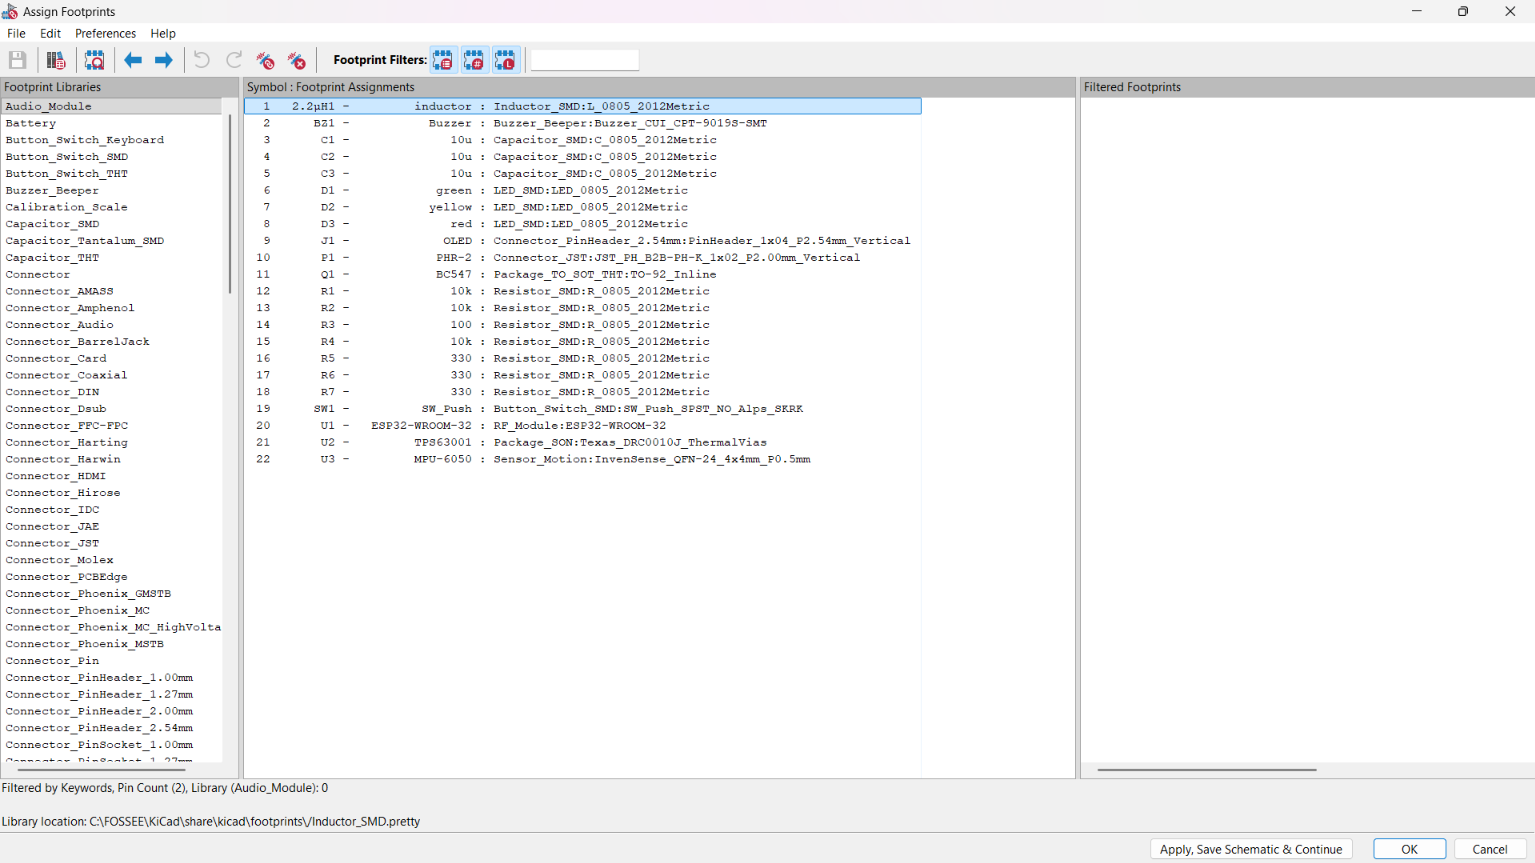 Assign Footprints
File Edit Preferences Help
Footprint Filters:
Footprint Libraries
Audio_Module
Battery
Button_Switch_Keyboard
Button_Switch_SMD
Button_Switch_THT
Buzzer_Beeper
Calibration_Scale
Capacitor_SMD
Capacitor_Tantalum_SMD
Capacitor_THT
Connector
Connector_AMASS
Connector_Amphenol
Connector_Audio
Connector_BarrelJack
Connector_Card
Connector_Coaxial
Connector_DIN
Connector_Dsub
Connector_FFC-FPC
Connector_Harting
Connector_Harwin
Connector_HDMI
Connector_Hirose
Connector_IDC
Connector_JAE
Connector_JST
Connector_Molex
Connector_PCBEdge
Connector_Phoenix_GMSTB
Connector_Phoenix_MC
Connector_Phoenix_MC_HighVolta
Connector_Phoenix_MSTB
Connector_Pin
Connector_PinHeader_1.00mm
Connector_PinHeader_1.27mm
Connector_PinHeader_2.00mm
Connector_PinHeader_2.54mm
Connector_PinSocket_1.00mm
Connector_PinSocket_1.27mm
Symbol : Footprint Assignments
1 2.2µH1 - inductor : Inductor_SMD:L_0805_2012Metric
2 BZ1 - Buzzer : Buzzer_Beeper:Buzzer_CUI_CPT-9019S-SMT
3 C1 - 10u : Capacitor_SMD:C_0805_2012Metric
4 C2 - 10u : Capacitor_SMD:C_0805_2012Metric
5 C3 - 10u : Capacitor_SMD:C_0805_2012Metric
6 D1 - green : LED_SMD:LED_0805_2012Metric
7 D2 - yellow : LED_SMD:LED_0805_2012Metric
8 D3 - red : LED_SMD:LED_0805_2012Metric
9 J1 - OLED : Connector_PinHeader_2.54mm:PinHeader_1x04_P2.54mm_Vertical
10 P1 - PHR-2 : Connector_JST:JST_PH_B2B-PH-K_1x02_P2.00mm_Vertical
11 Q1 - BC547 : Package_TO_SOT_THT:TO-92_Inline
12 R1 - 10k : Resistor_SMD:R_0805_2012Metric
13 R2 - 10k : Resistor_SMD:R_0805_2012Metric
14 R3 - 100 : Resistor_SMD:R_0805_2012Metric
15 R4 - 10k : Resistor_SMD:R_0805_2012Metric
16 R5 - 330 : Resistor_SMD:R_0805_2012Metric
17 R6 - 330 : Resistor_SMD:R_0805_2012Metric
18 R7 - 330 : Resistor_SMD:R_0805_2012Metric
19 SW1 - SW_Push : Button_Switch_SMD:SW_Push_SPST_NO_Alps_SKRK
20 U1 - ESP32-WROOM-32 : RF_Module:ESP32-WROOM-32
21 U2 - TPS63001 : Package_SON:Texas_DRC0010J_ThermalVias
22 U3 - MPU-6050 : Sensor_Motion:InvenSense_QFN-24_4x4mm_P0.5mm
Filtered Footprints
Filtered by Keywords, Pin Count (2), Library (Audio_Module): 0
Library location: C:\FOSSEE\KiCad\share\kicad\footprints\/Inductor_SMD.pretty
Apply, Save Schematic & Continue OK Cancel